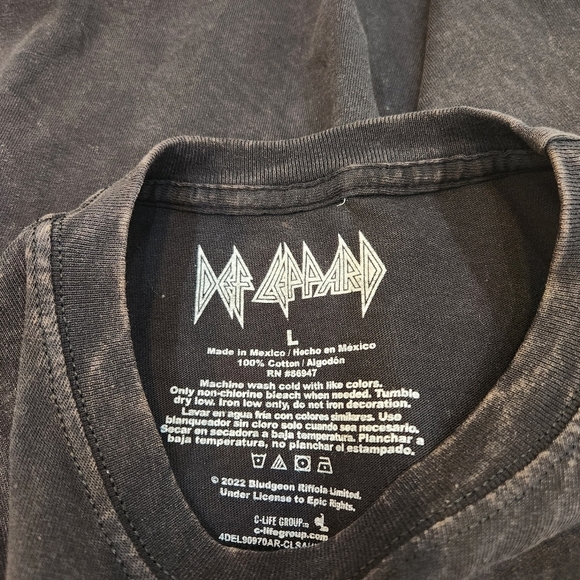 DEF LEPPARD
L
Made in Mexico / Hecho en México
100% Cotton / Algodón
RN #86947
Machine wash cold with like colors.
Only non-chlorine bleach when needed. Tumble
dry low. Iron low only, do not iron decoration.
Lavar en agua fria con colores similares. Use
blanqueador sin cloro solo cuando sea necesario.
Secar en secadora a baja temperatura. Planchar a
baja temperatura, no planchar el estampado.
© 2022 Bludgeon Riffola Limited.
Under License to Epic Rights.
C-LIFE GROUP
c-lifegroup.com